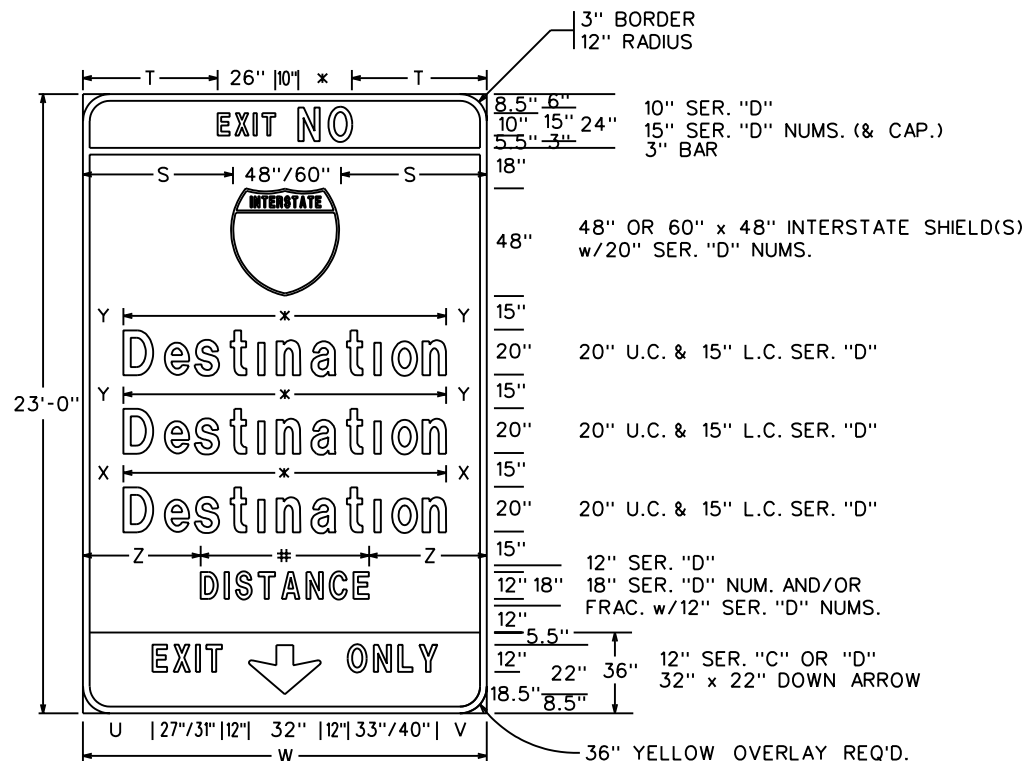 3" BORDER
12" RADIUS
T 26" 10" * T
EXIT NO
8.5" 6"
10" 15" 24"
5.5" 3"
10" SER. "D"
15" SER. "D" NUMS. (& CAP.)
3" BAR
18"
S 48"/60" S
INTERSTATE
48"
48" OR 60" x 48" INTERSTATE SHIELD(S)
w/20" SER. "D" NUMS.
15"
Y * Y
Destination
20"
20" U.C. & 15" L.C. SER. "D"
15"
Y * Y
23'-0"
Destination
20"
20" U.C. & 15" L.C. SER. "D"
15"
X * X
Destination
20"
20" U.C. & 15" L.C. SER. "D"
15"
Z # Z
DISTANCE
12" 18"
12" SER. "D"
18" SER. "D" NUM. AND/OR
FRAC. w/12" SER. "D" NUMS.
12"
5.5"
EXIT ONLY
12" 22" 36"
18.5" 8.5"
12" SER. "C" OR "D"
32" x 22" DOWN ARROW
U 27"/31" 12" 32" 12" 33"/40" V
W
36" YELLOW OVERLAY REQ'D.